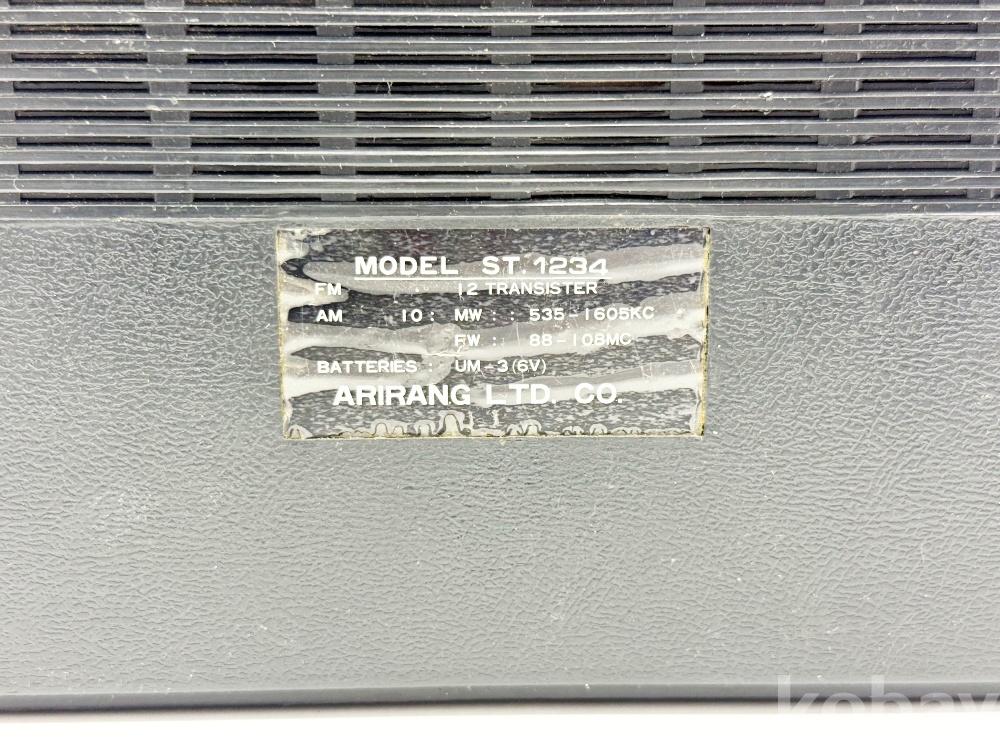 MODEL ST.1234
FM 12 TRANSISTER
AM 10: MW : : 535-1605KC
FW : 88-108MC
BATTERIES : UM-3(6V)
ARIRANG LTD. CO.